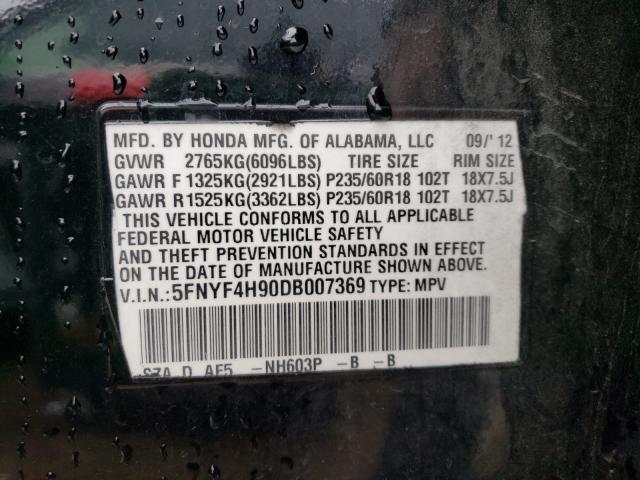 MFD. BY HONDA MFG. OF ALABAMA, LLC 09/'12
GVWR 2765KG(6096LBS) TIRE SIZE RIM SIZE
GAWR F 1325KG(2921LBS) P235/60R18 102T 18X7.5J
GAWR R1525KG(3362LBS) P235/60R18 102T 18X7.5J
THIS VEHICLE CONFORMS TO ALL APPLICABLE
FEDERAL MOTOR VEHICLE SAFETY
AND THEFT PREVENTION STANDARDS IN EFFECT
ON THE DATE OF MANUFACTURE SHOWN ABOVE.
V.I.N.:5FNYF4H90DB007369 TYPE: MPV
SZA D AF5 -NH603P -B -B